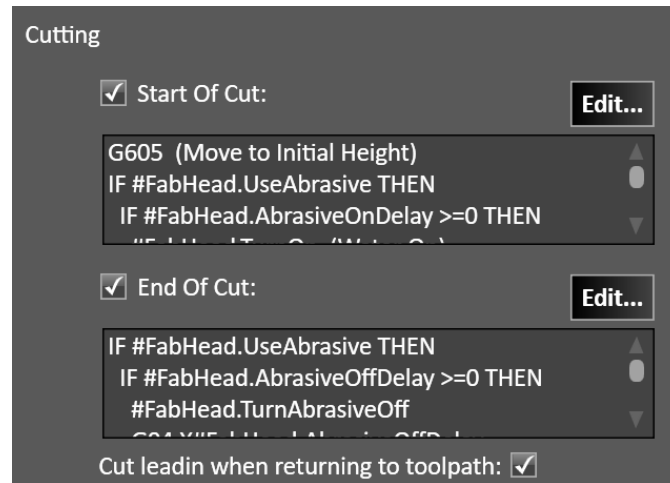 Cutting
Start Of Cut:
Edit...
G605 (Move to Initial Height)
IF #FabHead.UseAbrasive THEN
IF #FabHead.AbrasiveOnDelay >=0 THEN
End Of Cut:
Edit...
IF #FabHead.UseAbrasive THEN
IF #FabHead.AbrasiveOffDelay >=0 THEN
#FabHead.TurnAbrasiveOff
Cut leadin when returning to toolpath: